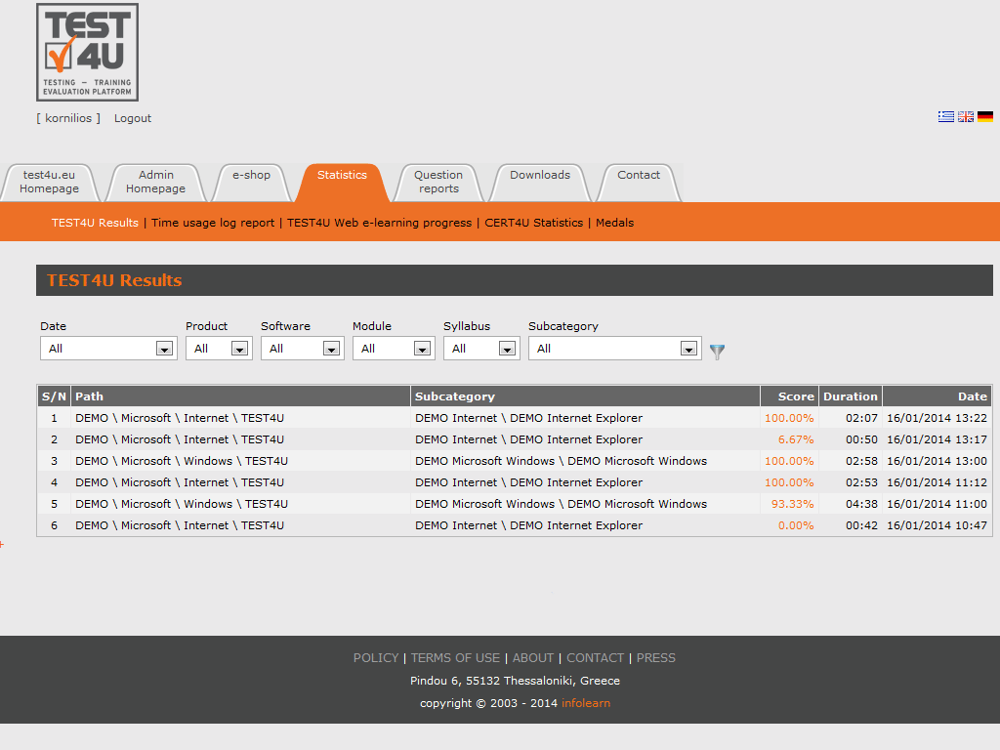 TEST
4U
TESTING – TRAINING
EVALUATION PLATFORM
[ kornilios ] Logout
test4u.eu Homepage
Admin Homepage
e-shop
Statistics
Question reports
Downloads
Contact
TEST4U Results | Time usage log report | TEST4U Web e-learning progress | CERT4U Statistics | Medals
TEST4U Results
Date Product Software Module Syllabus Subcategory
All All All All All All
S/N Path Subcategory Score Duration Date
1 DEMO \ Microsoft \ Internet \ TEST4U DEMO Internet \ DEMO Internet Explorer 100.00% 02:07 16/01/2014 13:22
2 DEMO \ Microsoft \ Internet \ TEST4U DEMO Internet \ DEMO Internet Explorer 6.67% 00:50 16/01/2014 13:17
3 DEMO \ Microsoft \ Windows \ TEST4U DEMO Microsoft Windows \ DEMO Microsoft Windows 100.00% 02:58 16/01/2014 13:00
4 DEMO \ Microsoft \ Internet \ TEST4U DEMO Internet \ DEMO Internet Explorer 100.00% 02:53 16/01/2014 11:12
5 DEMO \ Microsoft \ Windows \ TEST4U DEMO Microsoft Windows \ DEMO Microsoft Windows 93.33% 04:38 16/01/2014 11:00
6 DEMO \ Microsoft \ Internet \ TEST4U DEMO Internet \ DEMO Internet Explorer 0.00% 00:42 16/01/2014 10:47
POLICY | TERMS OF USE | ABOUT | CONTACT | PRESS
Pindou 6, 55132 Thessaloniki, Greece
copyright © 2003 - 2014 infolearn